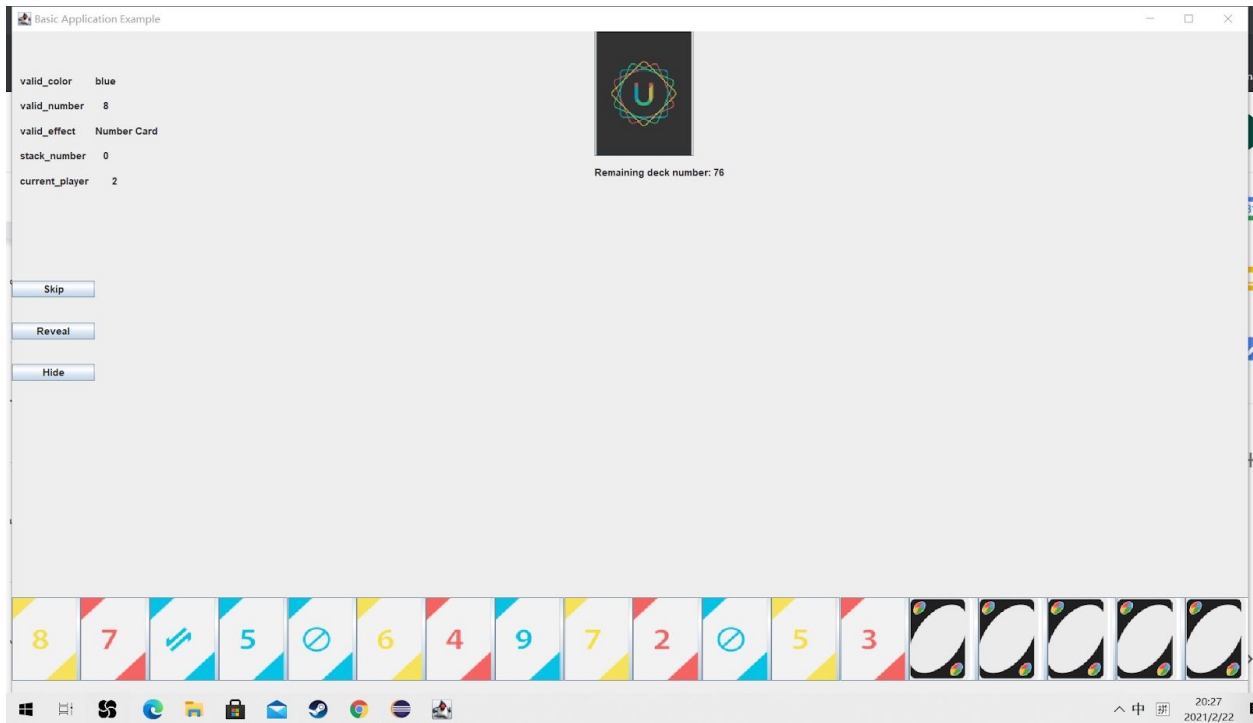 Basic Application Example
valid_color blue
valid_number 8
valid_effect Number Card
stack_number 0
current_player 2
U
Remaining deck number: 76
Skip
Reveal
Hide
8 7 5 6 4 9 7 2 5 3
中 拼 20:27
2021/2/22